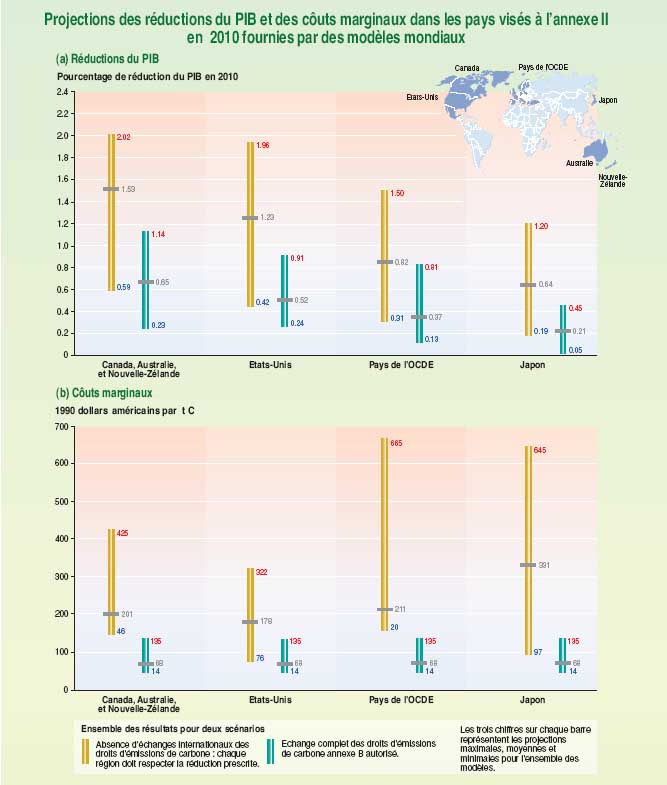 Projections des réductions du PIB et des côuts marginaux dans les pays visés à l'annexe II
en 2010 fournies par des modèles mondiaux
(a) Réductions du PIB
Pourcentage de réduction du PIB en 2010
Canada
Pays de l'OCDE
Etats-Unis
Japon
Australie
Nouvelle-
Zélande
2.4
2.2
2.0
1.8
1.6
1.4
1.2
1.0
0.8
0.6
0.4
0.2
0
2.02
1.53
0.59
1.14
0.65
0.23
1.96
1.23
0.42
0.91
0.52
0.24
1.50
0.82
0.31
0.81
0.37
0.13
1.20
0.64
0.19
0.45
0.21
0.05
Canada, Australie,
et Nouvelle-Zélande
Etats-Unis
Pays de l'OCDE
Japon
(b) Côuts marginaux
1990 dollars américains par t C
700
600
500
400
300
200
100
0
425
201
46
135
68
14
322
178
76
135
68
14
665
211
20
135
68
14
645
331
97
135
68
14
Canada, Australie,
et Nouvelle-Zélande
Etats-Unis
Pays de l'OCDE
Japon
Ensemble des résultats pour deux scénarios
Absence d'échanges internationaux des
droits d'émissions de carbone : chaque
région doit respecter la réduction prescrite.
Echange complet des droits d'émissions
de carbone annexe B autorisé.
Les trois chiffres sur chaque barre
représentent les projections
maximales, moyennes et
minimales pour l'ensemble des
modèles.